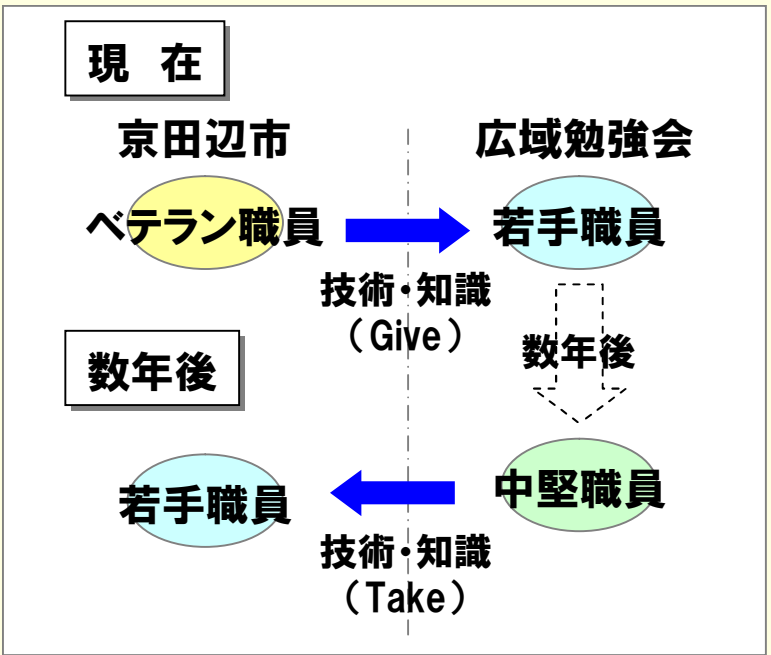 現 在
京田辺市
広域勉強会
ベテラン職員
若手職員
技術・知識
（Give）
数年後
数年後
若手職員
中堅職員
技術・知識
（Take）